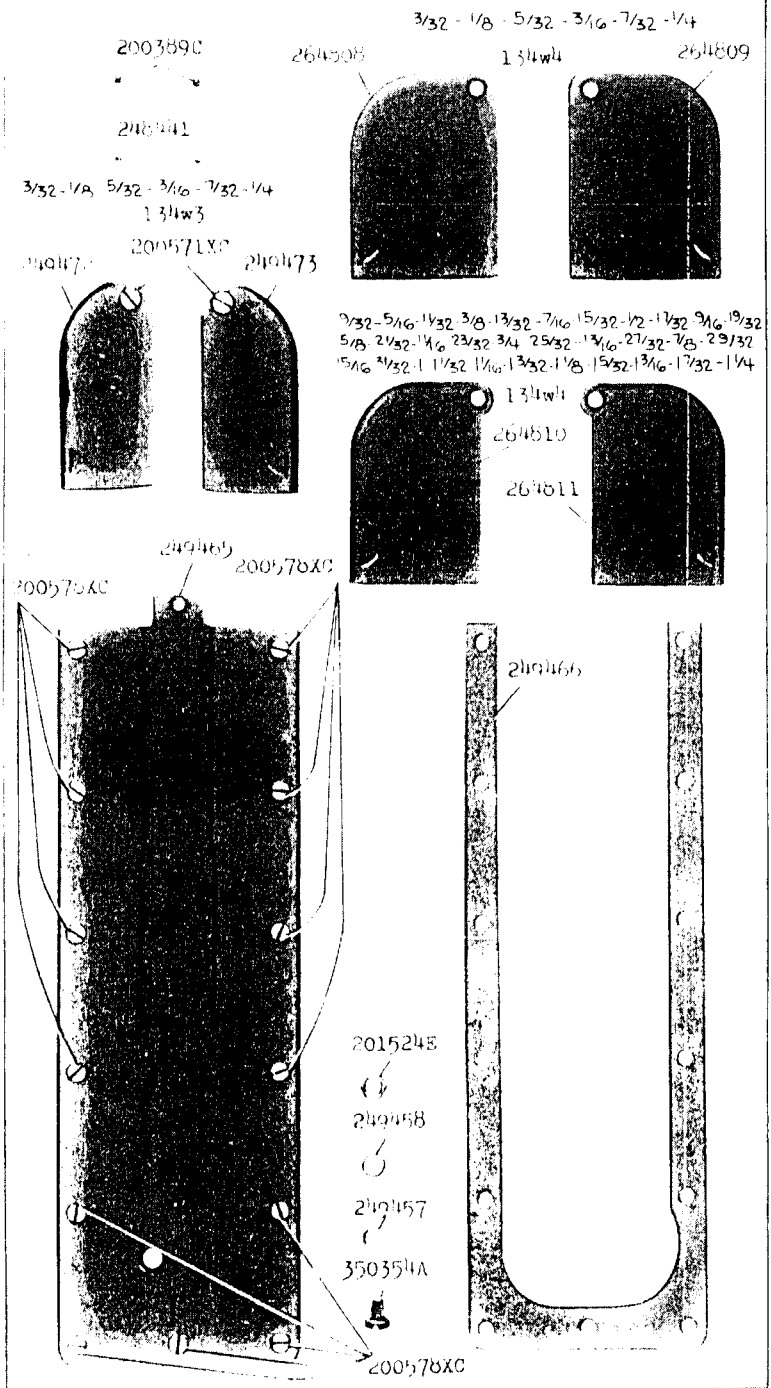 3/32 - 1/8 - 5/32 - 3/16 - 7/32 - 1/4
200389C
264808
134w4
264809
248441
3/32 - 1/8 5/32 - 3/16 - 7/32 - 1/4
134w3
200571XC
249473
9/32 - 5/16 - 11/32 - 3/8 - 13/32 - 7/16 - 15/32 - 1/2 - 17/32 - 9/16 - 19/32
5/8 - 21/32 - 11/16 23/32 3/4 25/32 - 13/16 - 27/32 - 7/8 - 29/32
15/16 31/32 - 1 1 1/32 1 1/16 - 1 3/32 1 1/8 - 1 5/32 - 1 3/16 - 1 7/32 - 1 1/4
134w4
264810
264811
249465
200578XC
200578XC
249466
201524E
249458
249457
350354A
200578XC